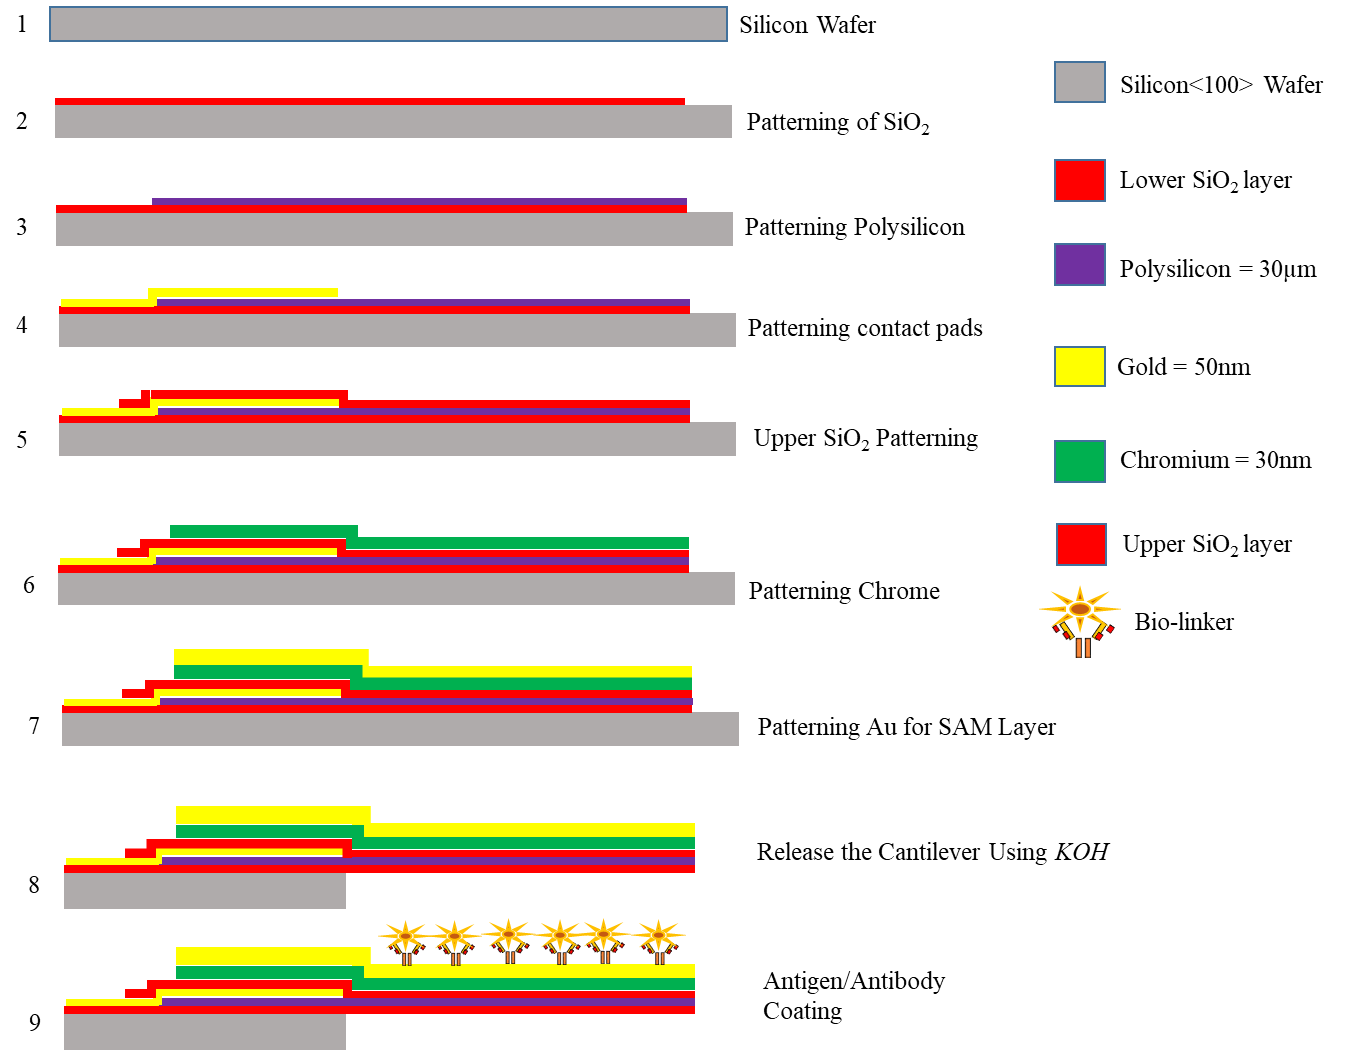 1 Silicon Wafer
2 Patterning of SiO₂
3 Patterning Polysilicon
4 Patterning contact pads
5 Upper SiO₂ Patterning
6 Patterning Chrome
7 Patterning Au for SAM Layer
8 Release the Cantilever Using KOH
9 Antigen/Antibody
Coating
Silicon<100> Wafer
Lower SiO₂ layer
Polysilicon = 30μm
Gold = 50nm
Chromium = 30nm
Upper SiO₂ layer
Bio-linker